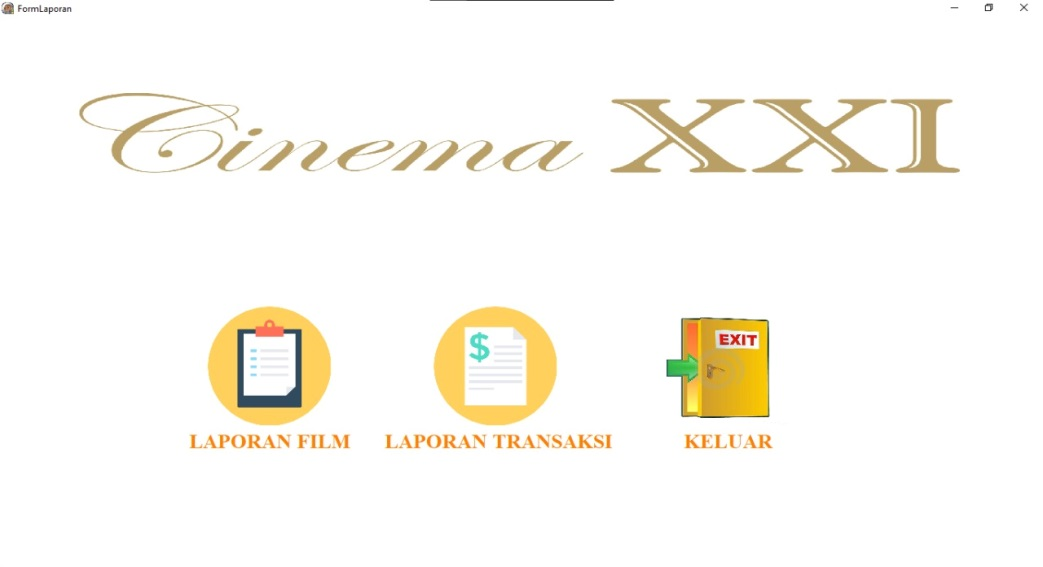 FormLaporan
Cinema XXI
$
EXIT
LAPORAN FILM
LAPORAN TRANSAKSI
KELUAR